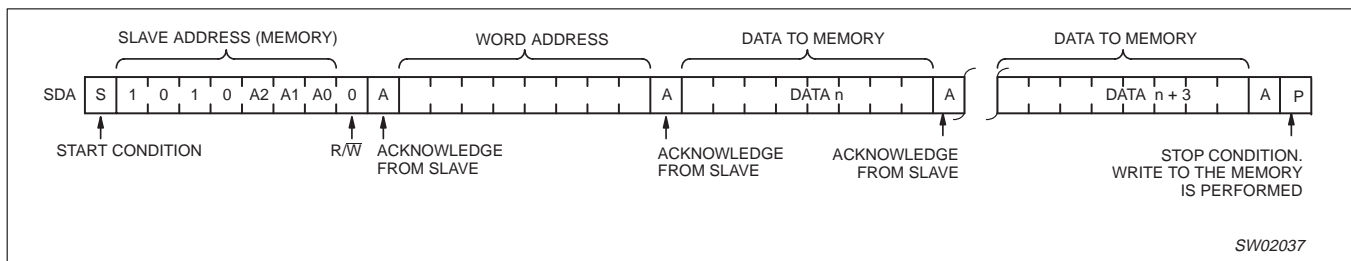 SLAVE ADDRESS (MEMORY) WORD ADDRESS DATA TO MEMORY DATA TO MEMORY
SDA S 1 0 1 0 A2 A1 A0 0 A A DATA n A DATA n + 3 A P
START CONDITION
R/W̅
ACKNOWLEDGE
FROM SLAVE
ACKNOWLEDGE
FROM SLAVE
ACKNOWLEDGE
FROM SLAVE
STOP CONDITION.
WRITE TO THE MEMORY
IS PERFORMED
SW02037